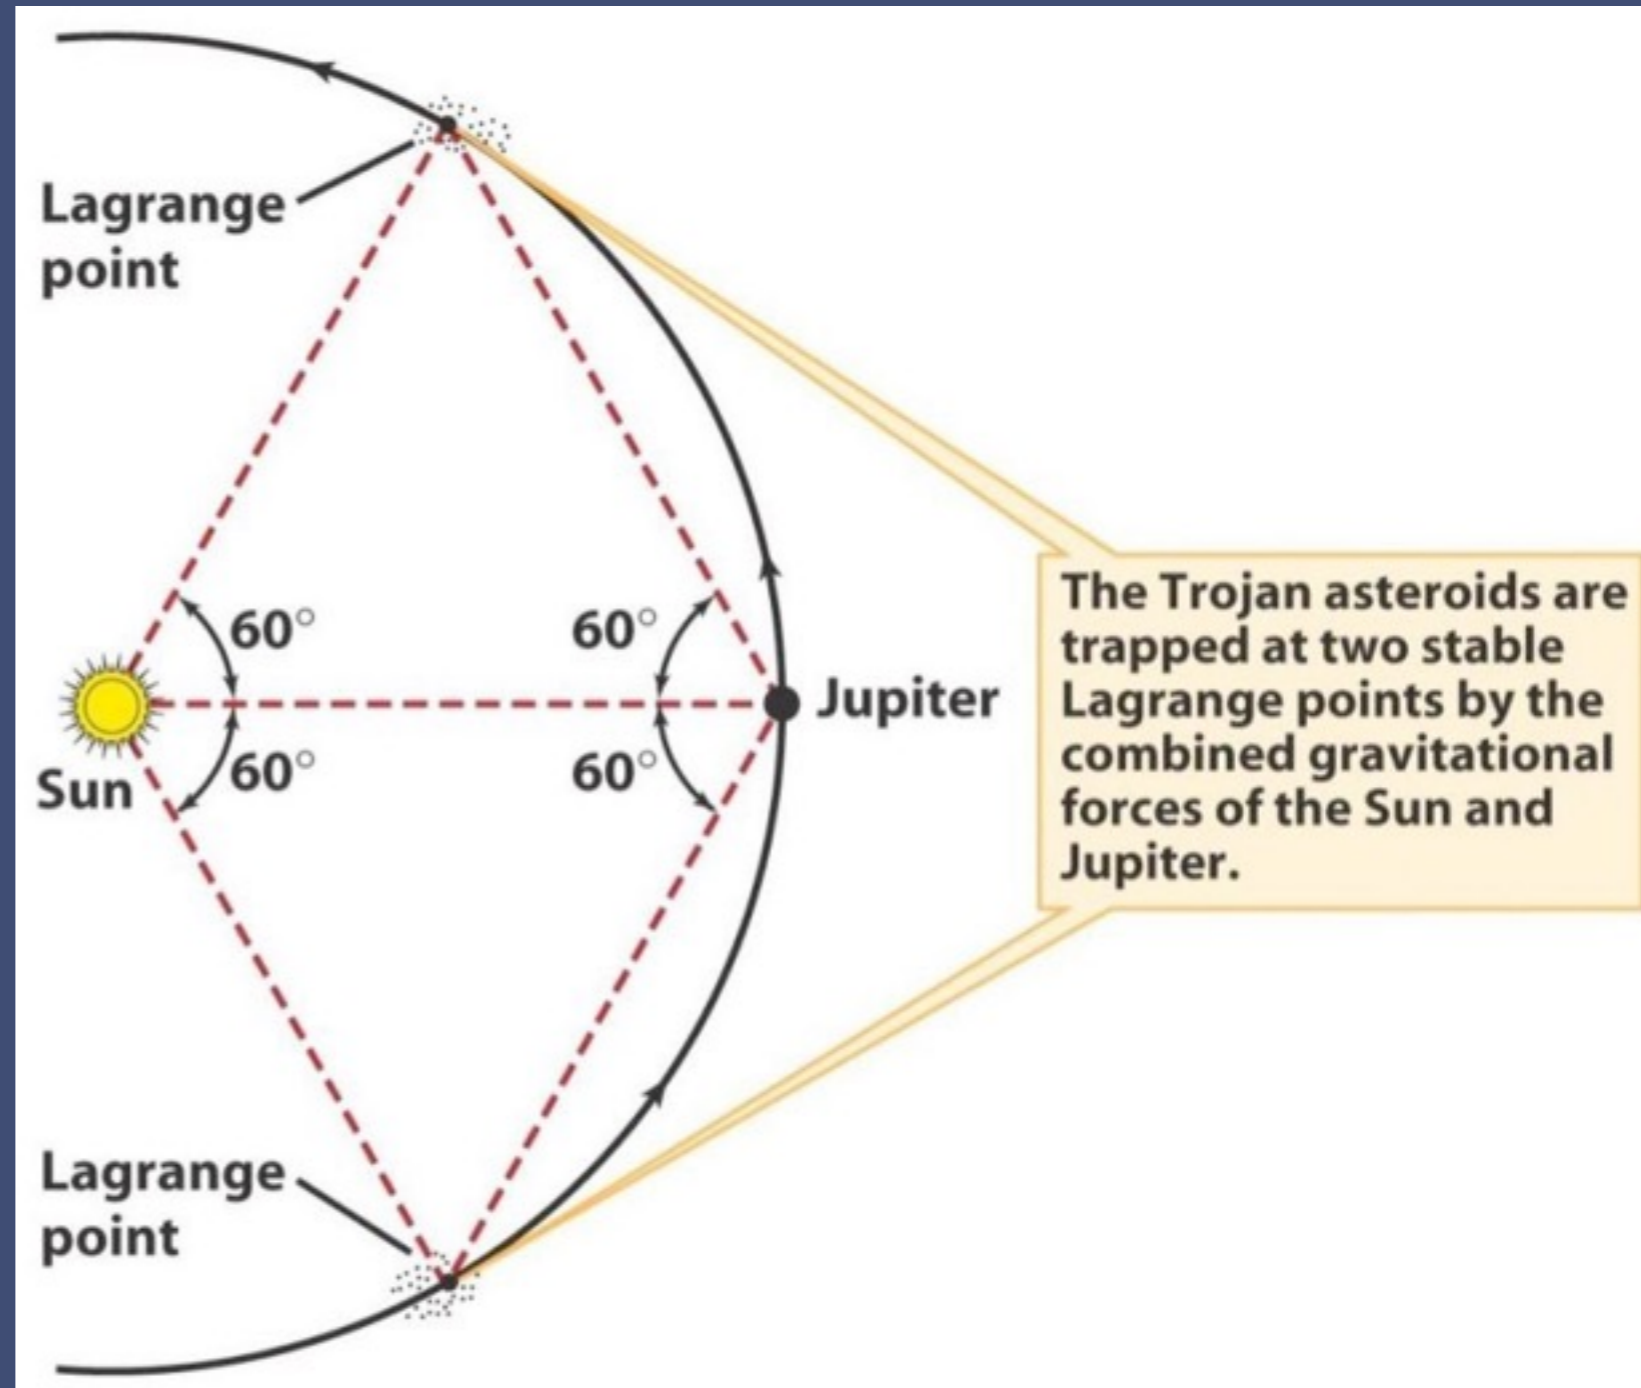 Lagrange
point
60°
60°
Jupiter
60°
60°
Sun
The Trojan asteroids are
trapped at two stable
Lagrange points by the
combined gravitational
forces of the Sun and
Jupiter.
Lagrange
point